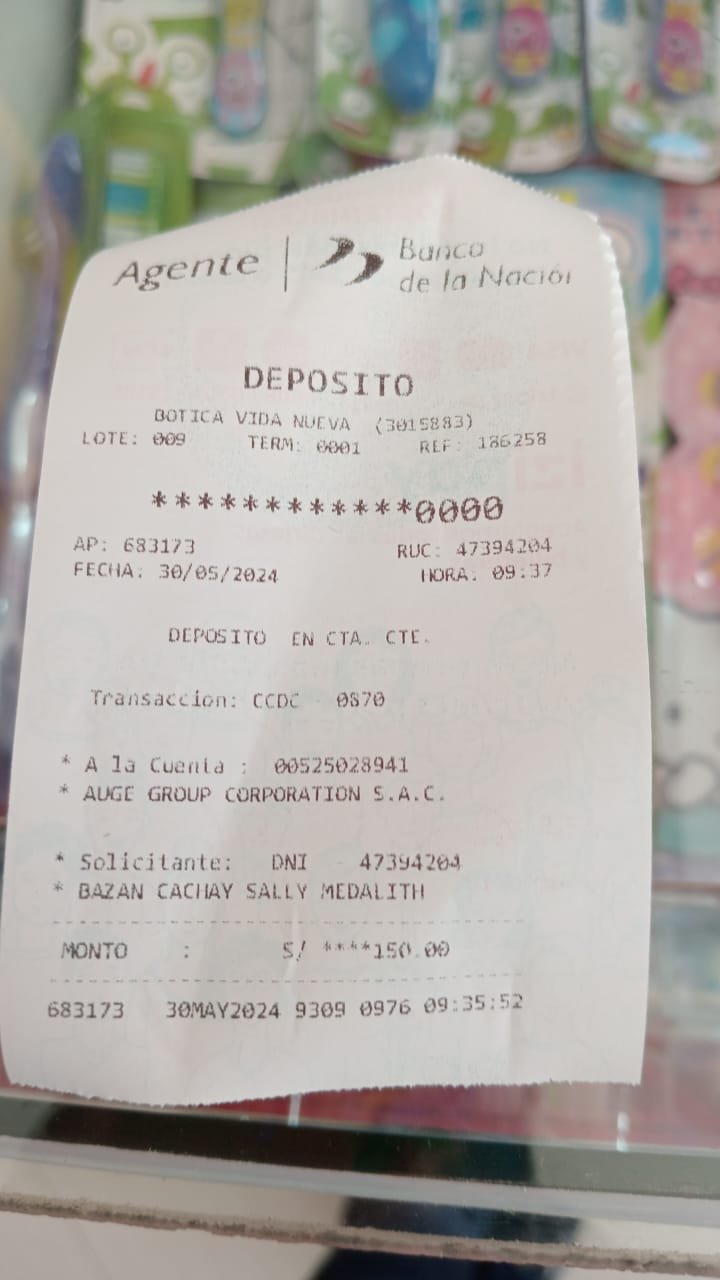 Agente | Banco
de la Nación
DEPOSITO
BOTICA VIDA NUEVA (3015883)
LOTE: 009 TERM: 0001 REF: 186258
************0000
AP: 683173 RUC: 47394204
FECHA: 30/05/2024 HORA: 09:37
DEPOSITO EN CTA. CTE.
Transaccion: CCDC 0870
* A la Cuenta : 00525028941
* AUGE GROUP CORPORATION S.A.C.
* Solicitante: DNI - 47394204
* BAZAN CACHAY SALLY MEDALITH
MONTO : S/ ****150.00
683173 30MAY2024 9309 0976 09:35:52